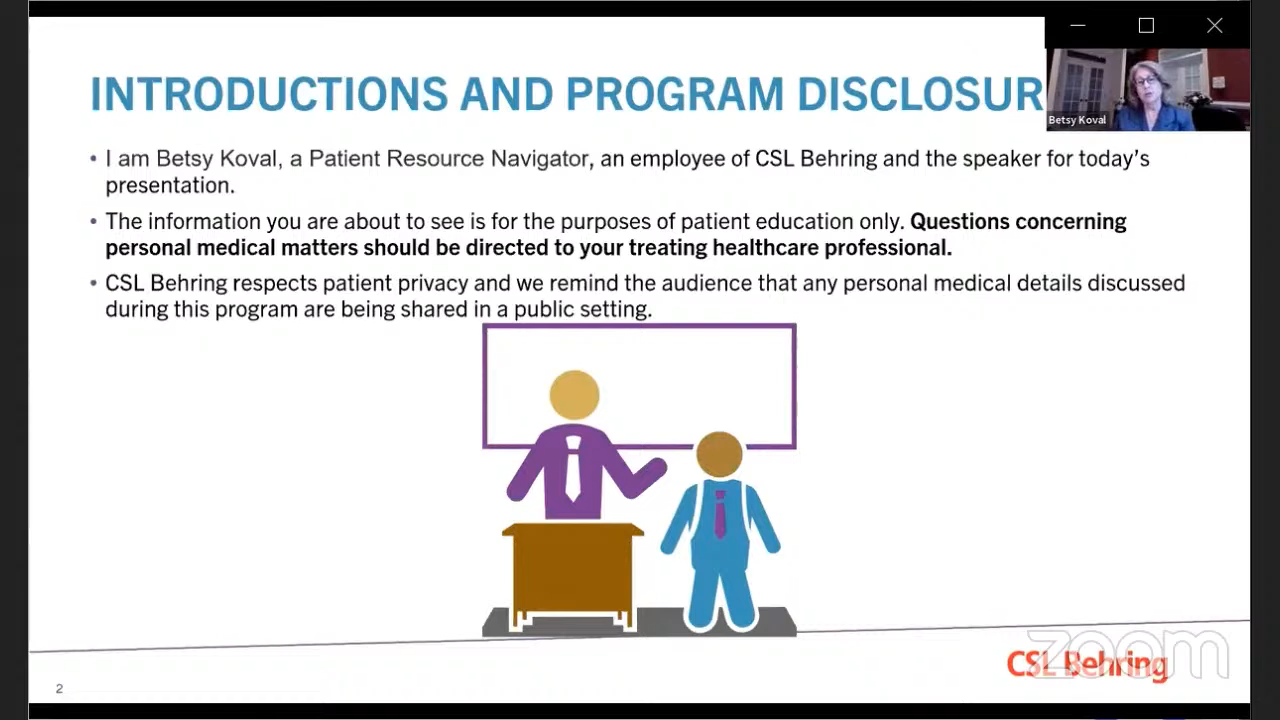 INTRODUCTIONS AND PROGRAM DISCLOSUR
Betsy Koval
• I am Betsy Koval, a Patient Resource Navigator, an employee of CSL Behring and the speaker for today's
presentation.
• The information you are about to see is for the purposes of patient education only. Questions concerning
personal medical matters should be directed to your treating healthcare professional.
• CSL Behring respects patient privacy and we remind the audience that any personal medical details discussed
during this program are being shared in a public setting.
CSL Behring
zoom
2